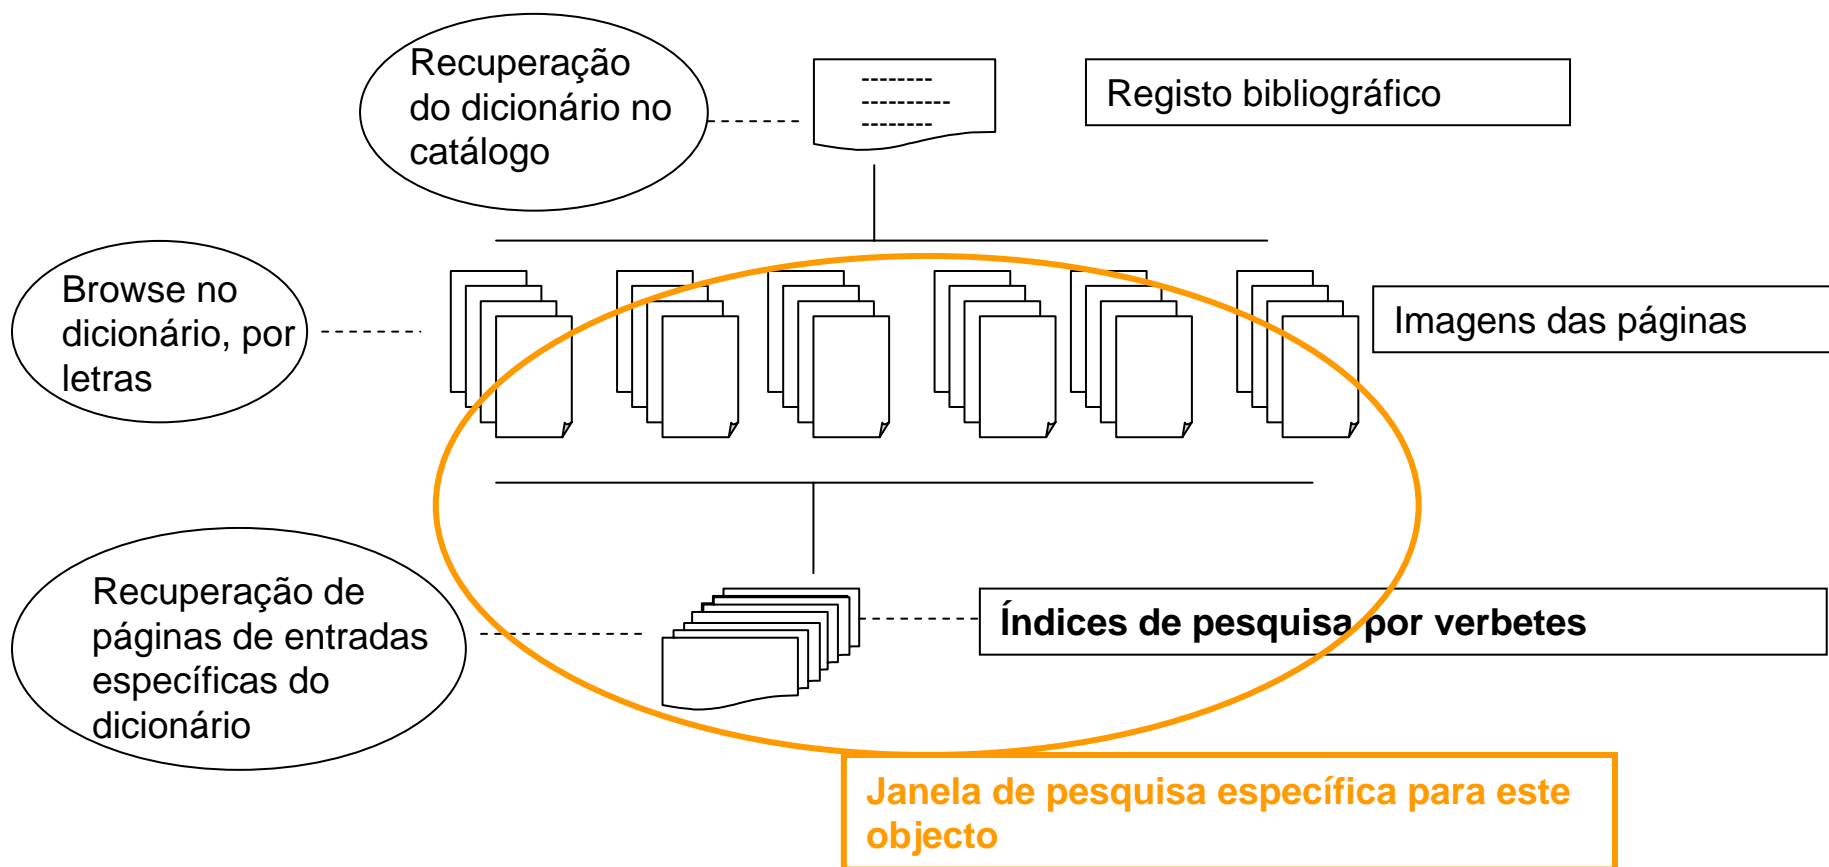 Recuperação
do dicionário no
catálogo
Registo bibliográfico
Browse no
dicionário, por
letras
Imagens das páginas
Recuperação de
páginas de entradas
específicas do
dicionário
Índices de pesquisa por verbetes
Janela de pesquisa específica para este
objecto